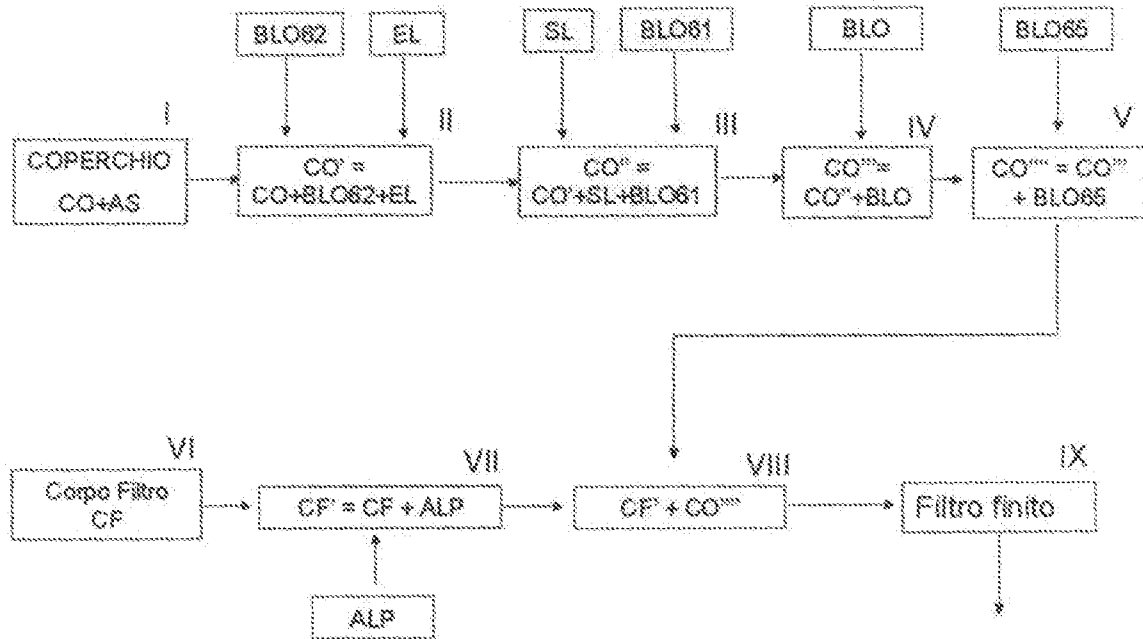 BLO62
EL
SL
BLO61
BLO
BLO65
I
II
III
IV
V
COPERCHIO
CO+AS
CO' =
CO+BLO62+EL
CO'' =
CO'+SL+BLO61
CO'''=
CO''+BLO
CO'''' = CO'''
+ BLO65
VI
VII
VIII
IX
Corpo Filtro
CF
CF' = CF + ALP
CF' + CO''''
Filtro finito
ALP